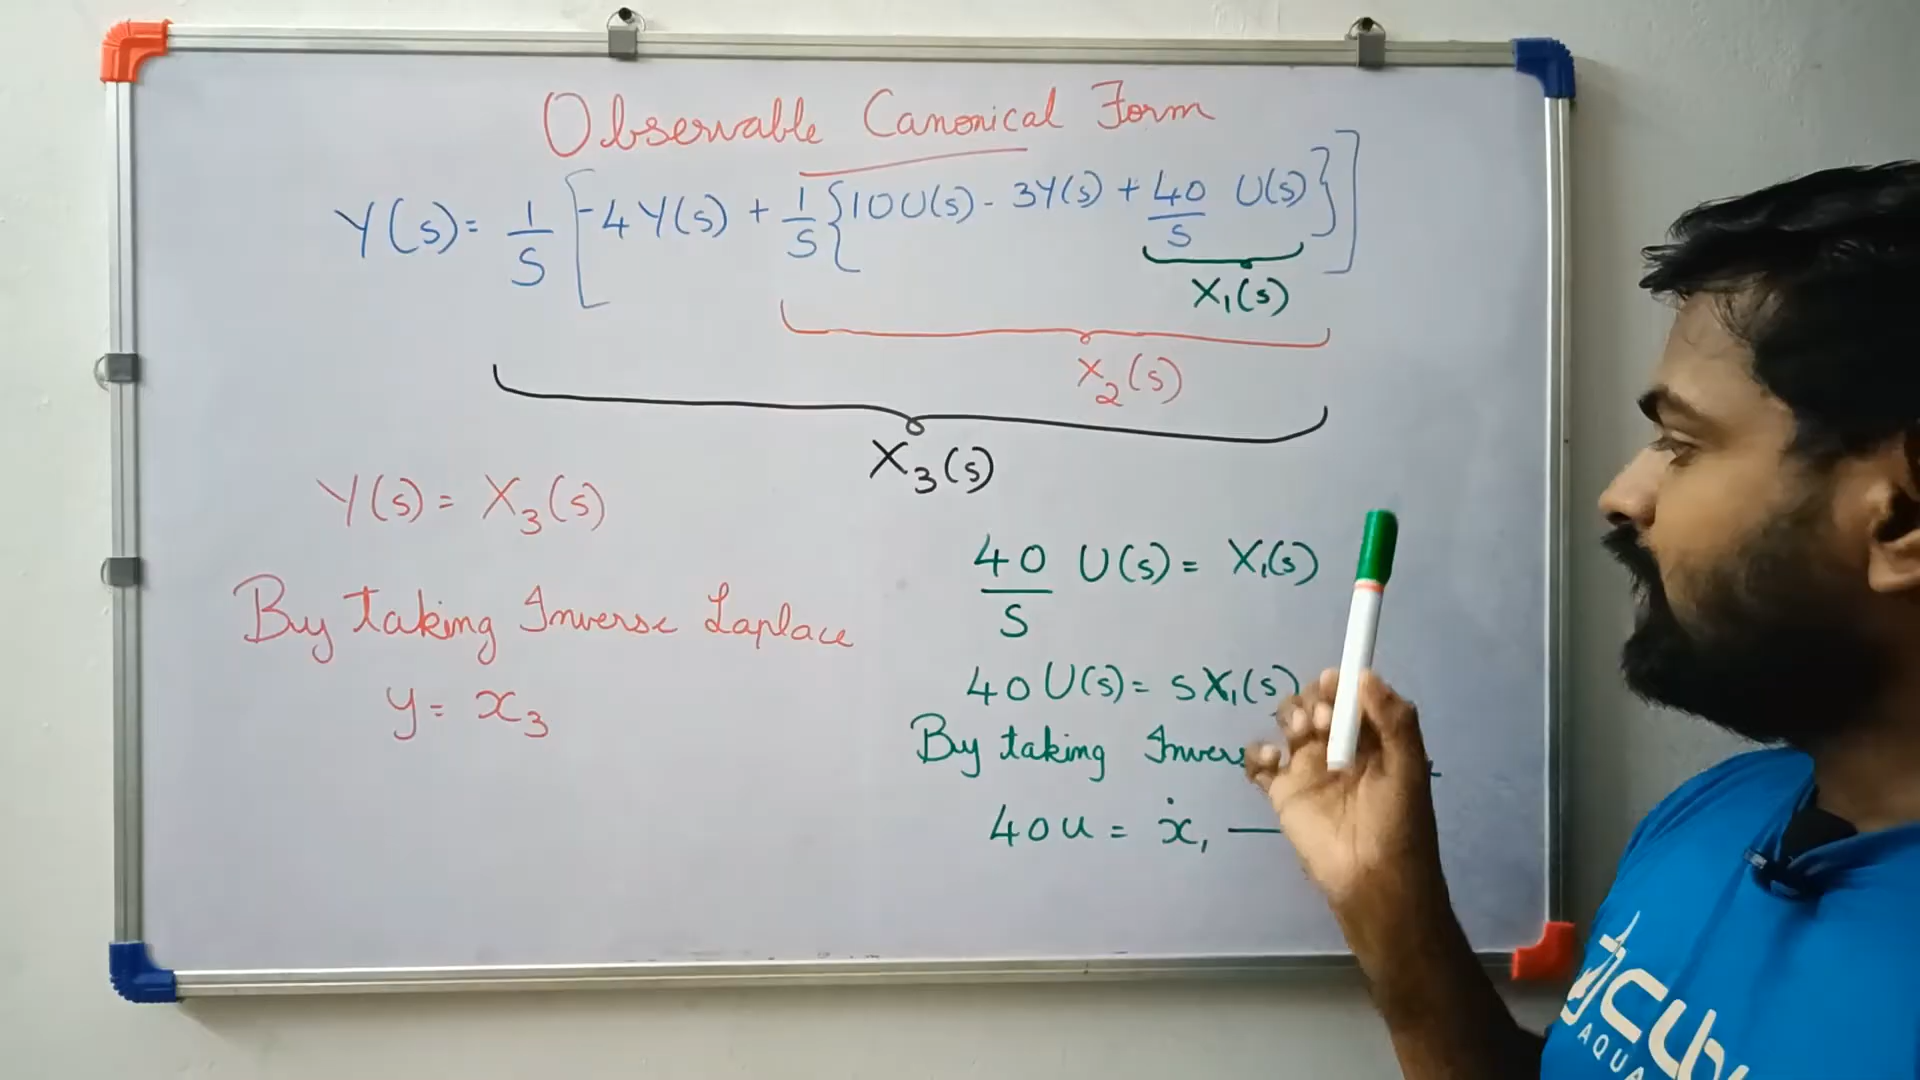 Observable Canonical Form
Y(s) = 1/S [-4Y(s) + 1/S {10U(s) - 3Y(s) + 40/S U(s)}]
X₁(s)
X₂(s)
X₃(s)
Y(s) = X₃(s)
By taking Inverse Laplace
y = x₃
40/S U(s) = X₁(s)
40U(s) = sX₁(s)
By taking
40u = ẋ₁ —
AQUA